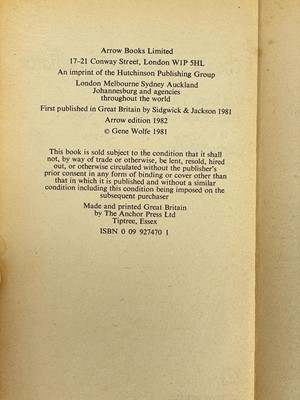 Arrow Books Limited
17–21 Conway Street, London W1P 5HL
An imprint of the Hutchinson Publishing Group
London Melbourne Sydney Auckland
Johannesburg and agencies
throughout the world
First published in Great Britain by Sidgwick & Jackson 1981
Arrow edition 1982
© Gene Wolfe 1981
This book is sold subject to the condition that it shall
not, by way of trade or otherwise, be lent, resold, hired
out, or otherwise circulated without the publisher's
prior consent in any form of binding or cover other than
that in which it is published and without a similar
condition including this condition being imposed on the
subsequent purchaser
Made and printed Great Britain
by The Anchor Press Ltd
Tiptree, Essex
ISBN 0 09 927470 1